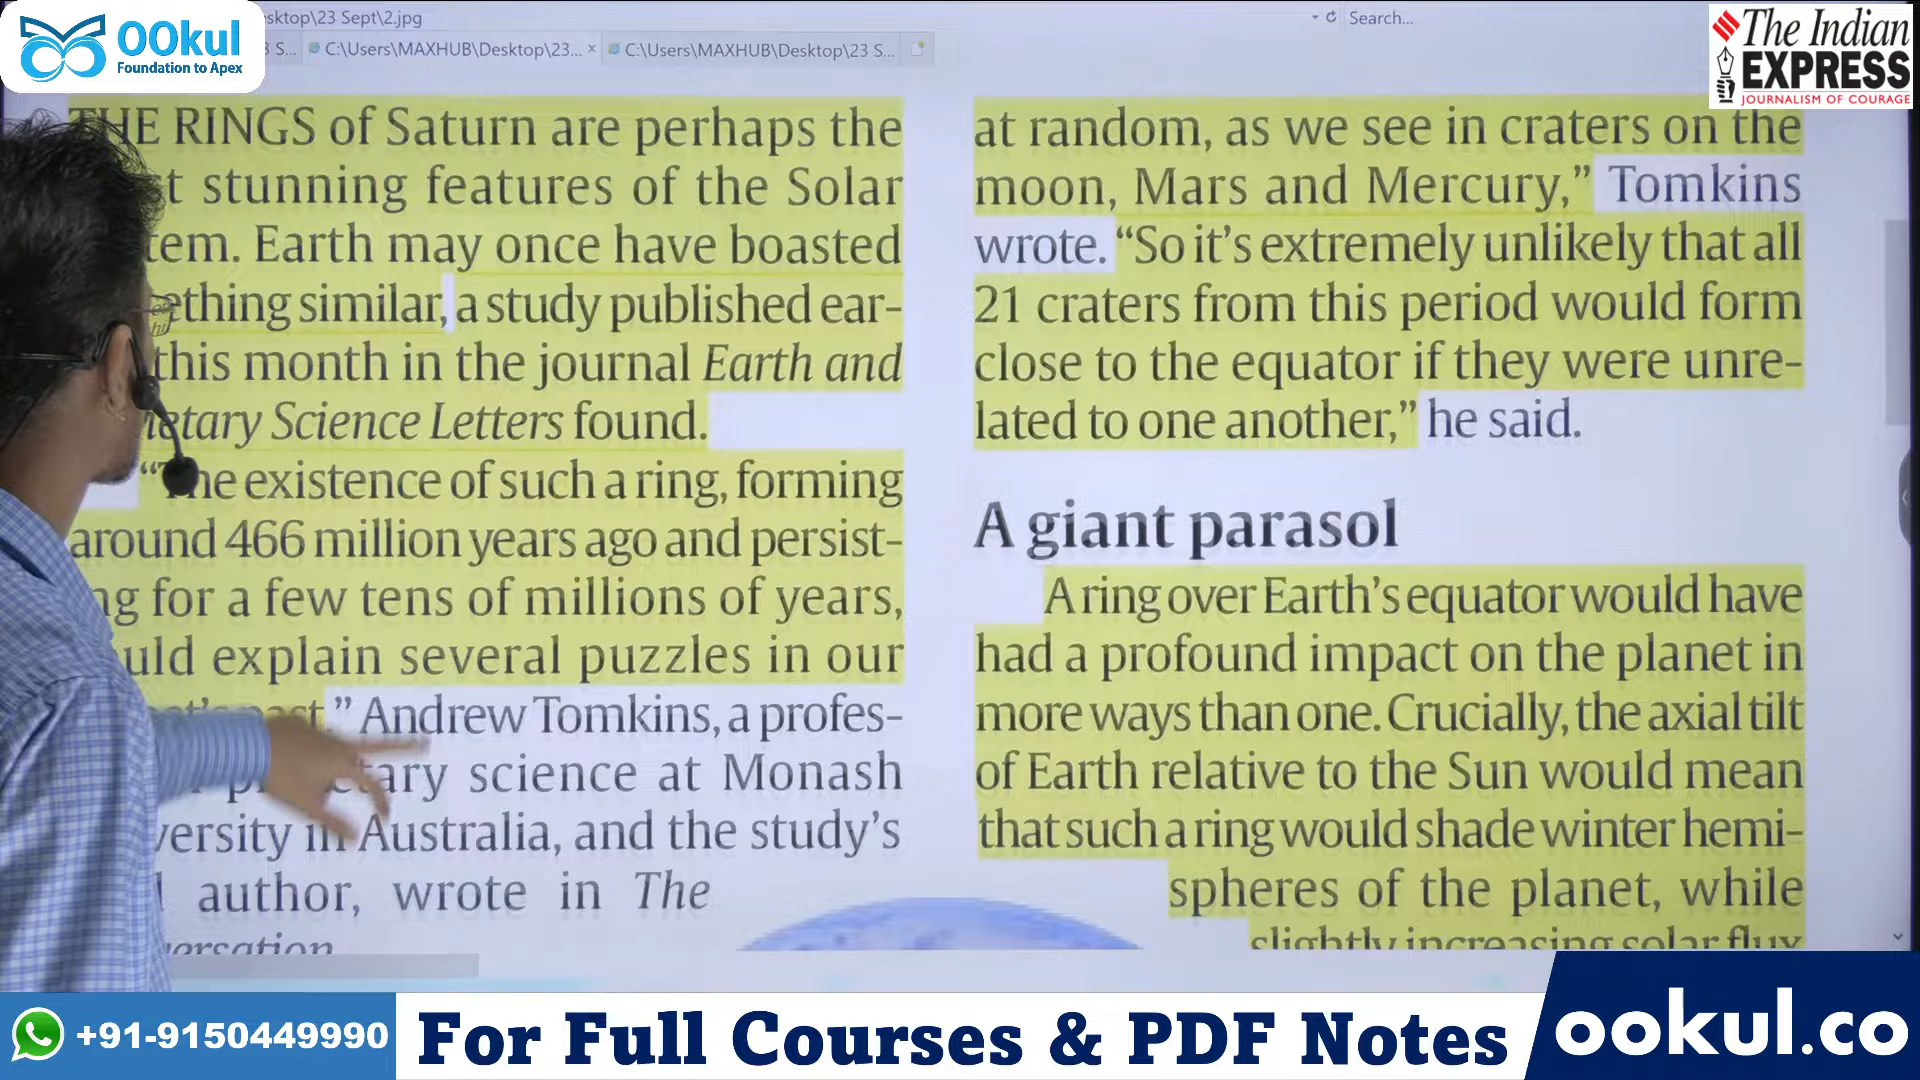 OOkul
Foundation to Apex
sktop\23 Sept\2.jpg
Search...
S...
C:\Users\MAXHUB\Desktop\23...
C:\Users\MAXHUB\Desktop\23 S...
The Indian
EXPRESS
JOURNALISM OF COURAGE
THE RINGS of Saturn are perhaps the
stunning features of the Solar
Earth may once have boasted
similar, a study published ear-
this month in the journal Earth and
Science Letters found.
"The existence of such a ring, forming
around 466 million years ago and persist-
for a few tens of millions of years,
explain several puzzles in our
past." Andrew Tomkins, a profes-
science at Monash
in Australia, and the study's
author, wrote in The
at random, as we see in craters on the
moon, Mars and Mercury," Tomkins
wrote. "So it's extremely unlikely that all
21 craters from this period would form
close to the equator if they were unre-
lated to one another," he said.
A giant parasol
A ring over Earth's equator would have
had a profound impact on the planet in
more ways than one. Crucially, the axial tilt
of Earth relative to the Sun would mean
that such a ring would shade winter hemi-
spheres of the planet, while
slightly increasing solar flux
+91-9150449990
For Full Courses & PDF Notes
ookul.co